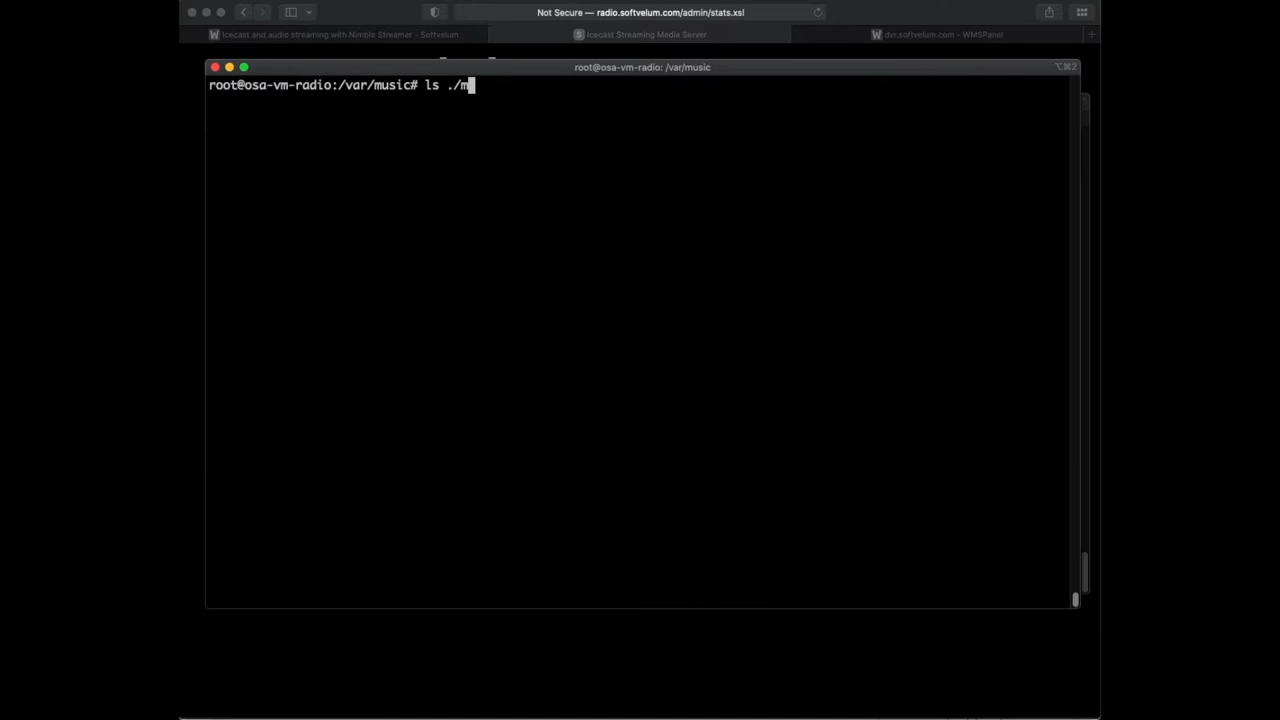 Not Secure — radio.softvelum.com/admin/stats.xsl
Icecast and audio streaming with Nimble Streamer - Softvelum
Icecast Streaming Media Server
dvr.softvelum.com - WMSPanel
root@osa-vm-radio: /var/music
⌥⌘2
root@osa-vm-radio:/var/music# ls ./m